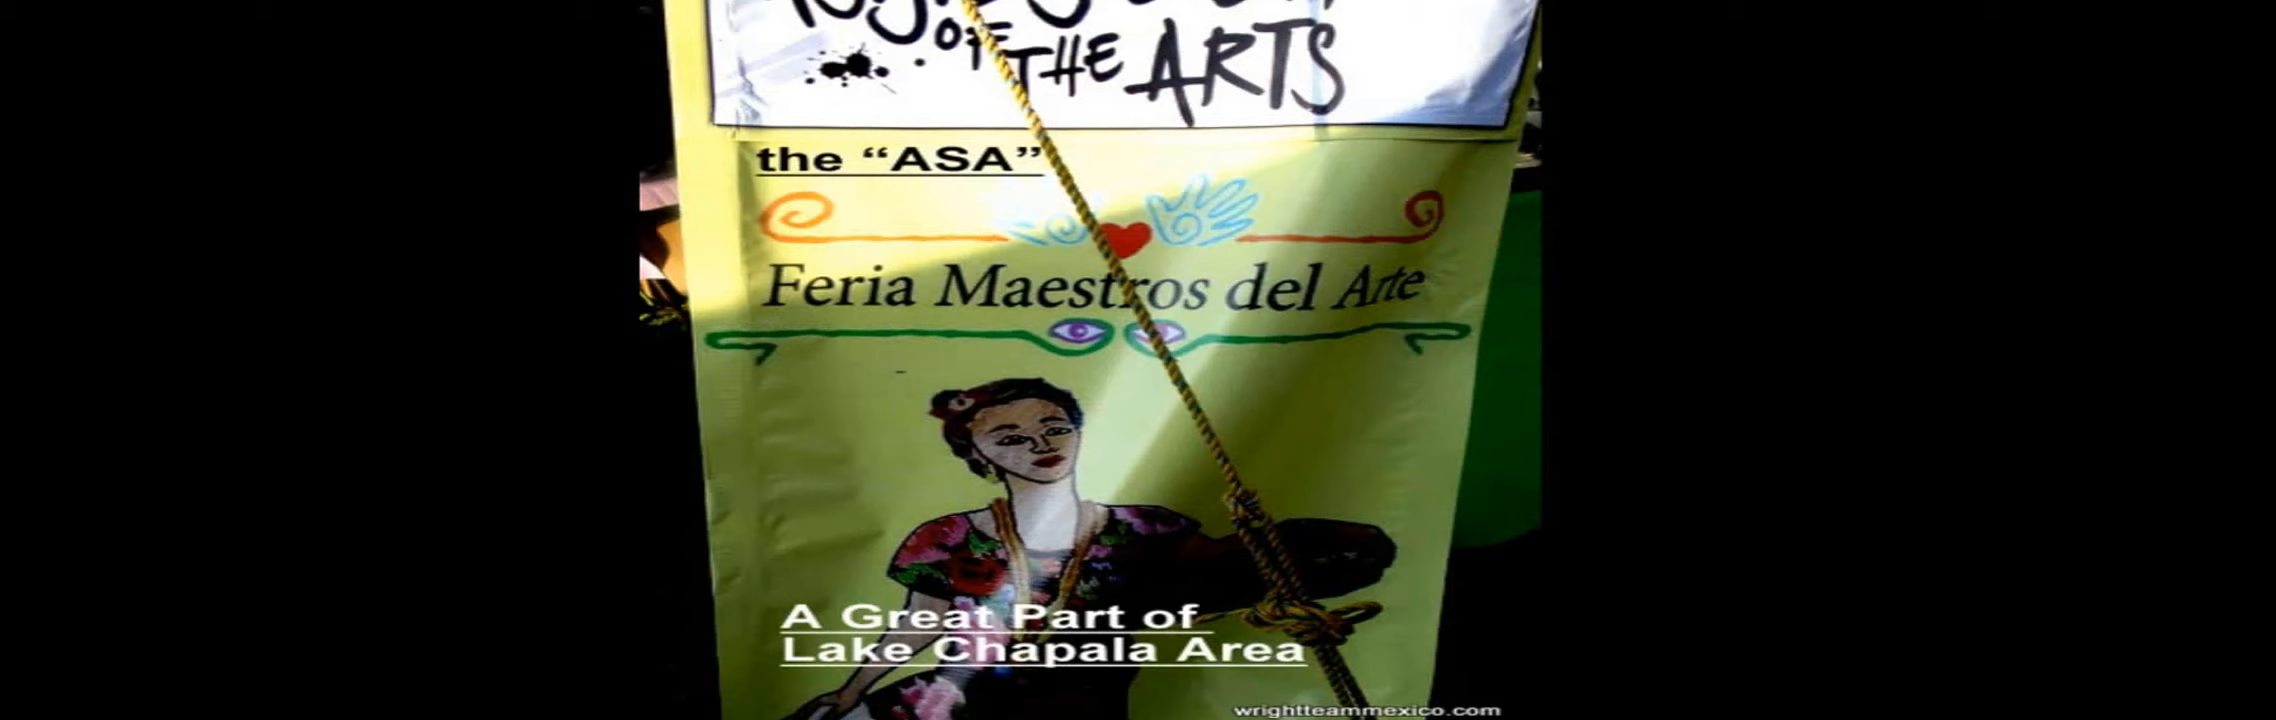 OF THE ARTS
the “ASA”
Feria Maestros del Arte
A Great Part of
Lake Chapala Area
wrightteammexico.com